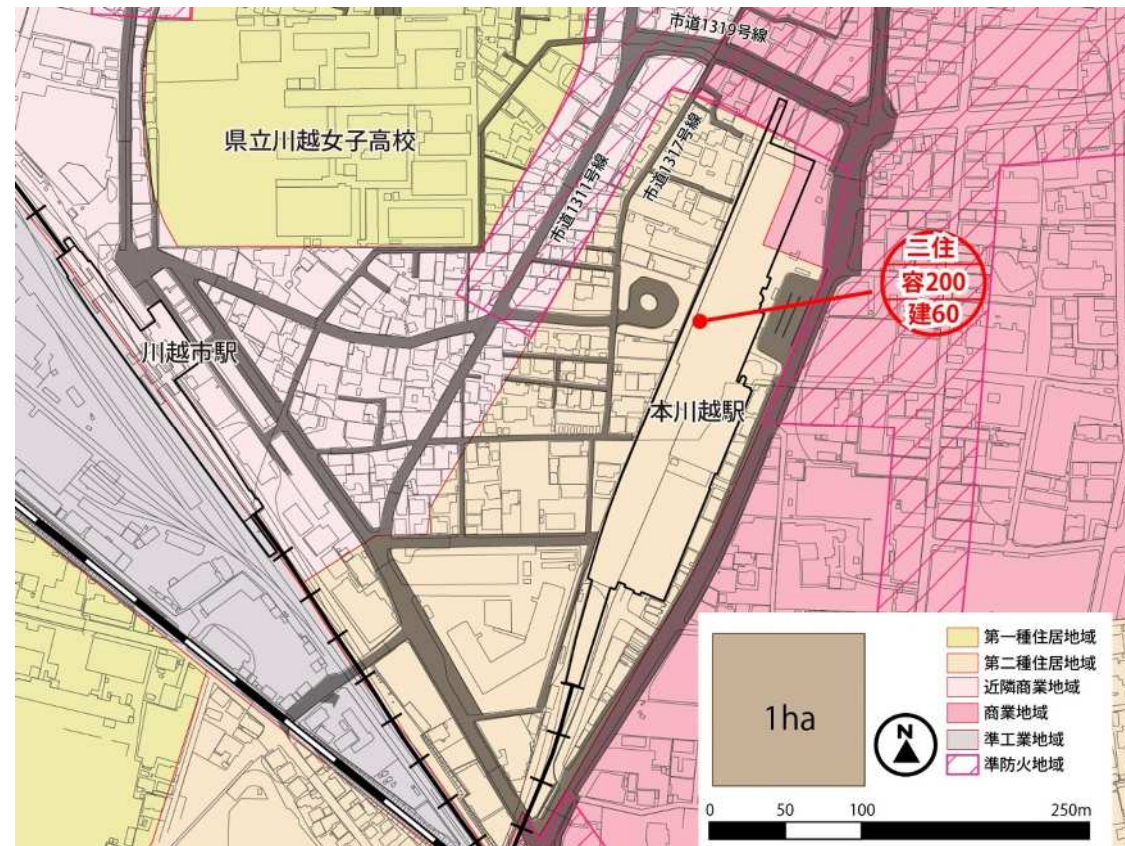 市道1319号線
県立川越女子高校
市道1311号線
市道1317号線
二住
容200
建60
川越市駅
本川越駅
1ha
N
第一種住居地域
第二種住居地域
近隣商業地域
商業地域
準工業地域
準防火地域
0 50 100 250m